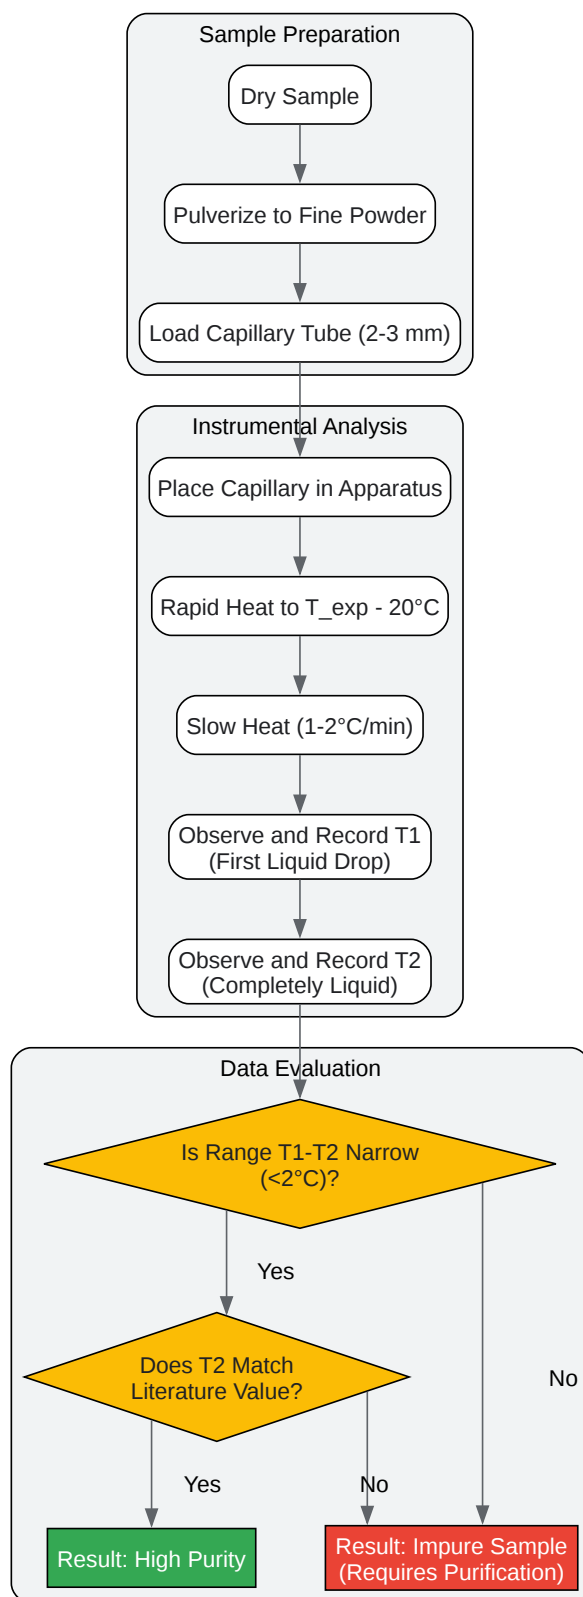 Sample Preparation
Dry Sample
Pulverize to Fine Powder
Load Capillary Tube (2-3 mm)
Instrumental Analysis
Place Capillary in Apparatus
Rapid Heat to T_exp - 20°C
Slow Heat (1-2°C/min)
Observe and Record T1
(First Liquid Drop)
Observe and Record T2
(Completely Liquid)
Data Evaluation
Is Range T1-T2 Narrow
(<2°C)?
Yes
No
Does T2 Match
Literature Value?
Yes
No
Result: High Purity
Result: Impure Sample
(Requires Purification)